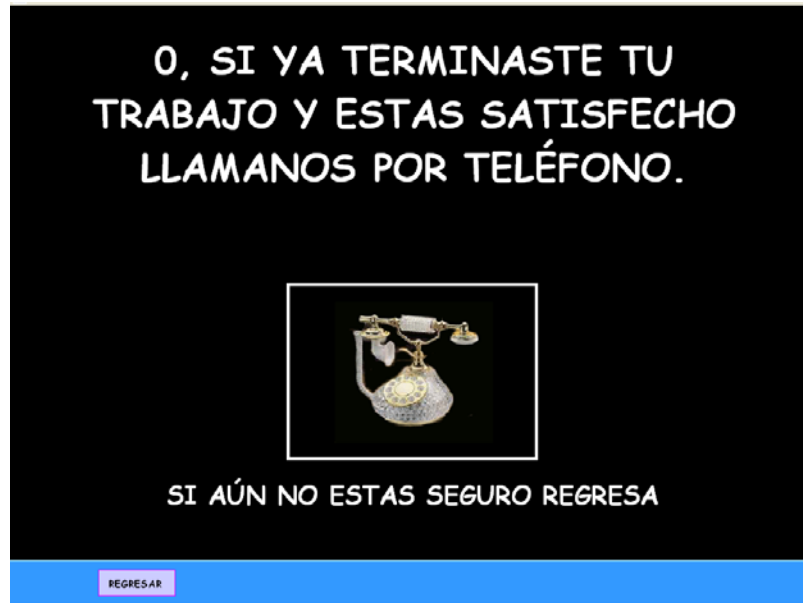 0, SI YA TERMINASTE TU
TRABAJO Y ESTAS SATISFECHO
LLAMANOS POR TELÉFONO.
SI AÚN NO ESTAS SEGURO REGRESA
REGRESAR